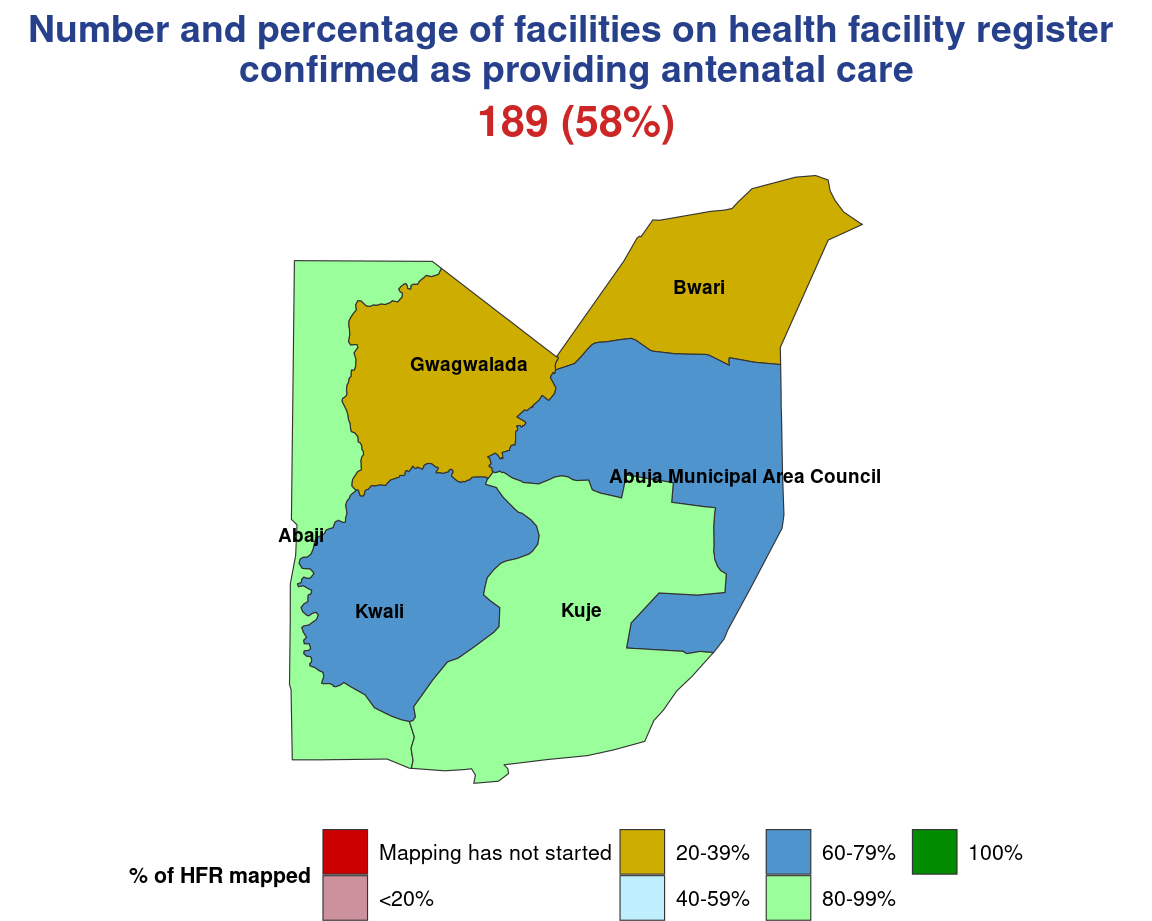 Number and percentage of facilities on health facility register
confirmed as providing antenatal care
189 (58%)
Bwari
Gwagwalada
Abuja Municipal Area Council
Abaji
Kwali
Kuje
% of HFR mapped
Mapping has not started
20-39%
60-79%
100%
<20%
40-59%
80-99%